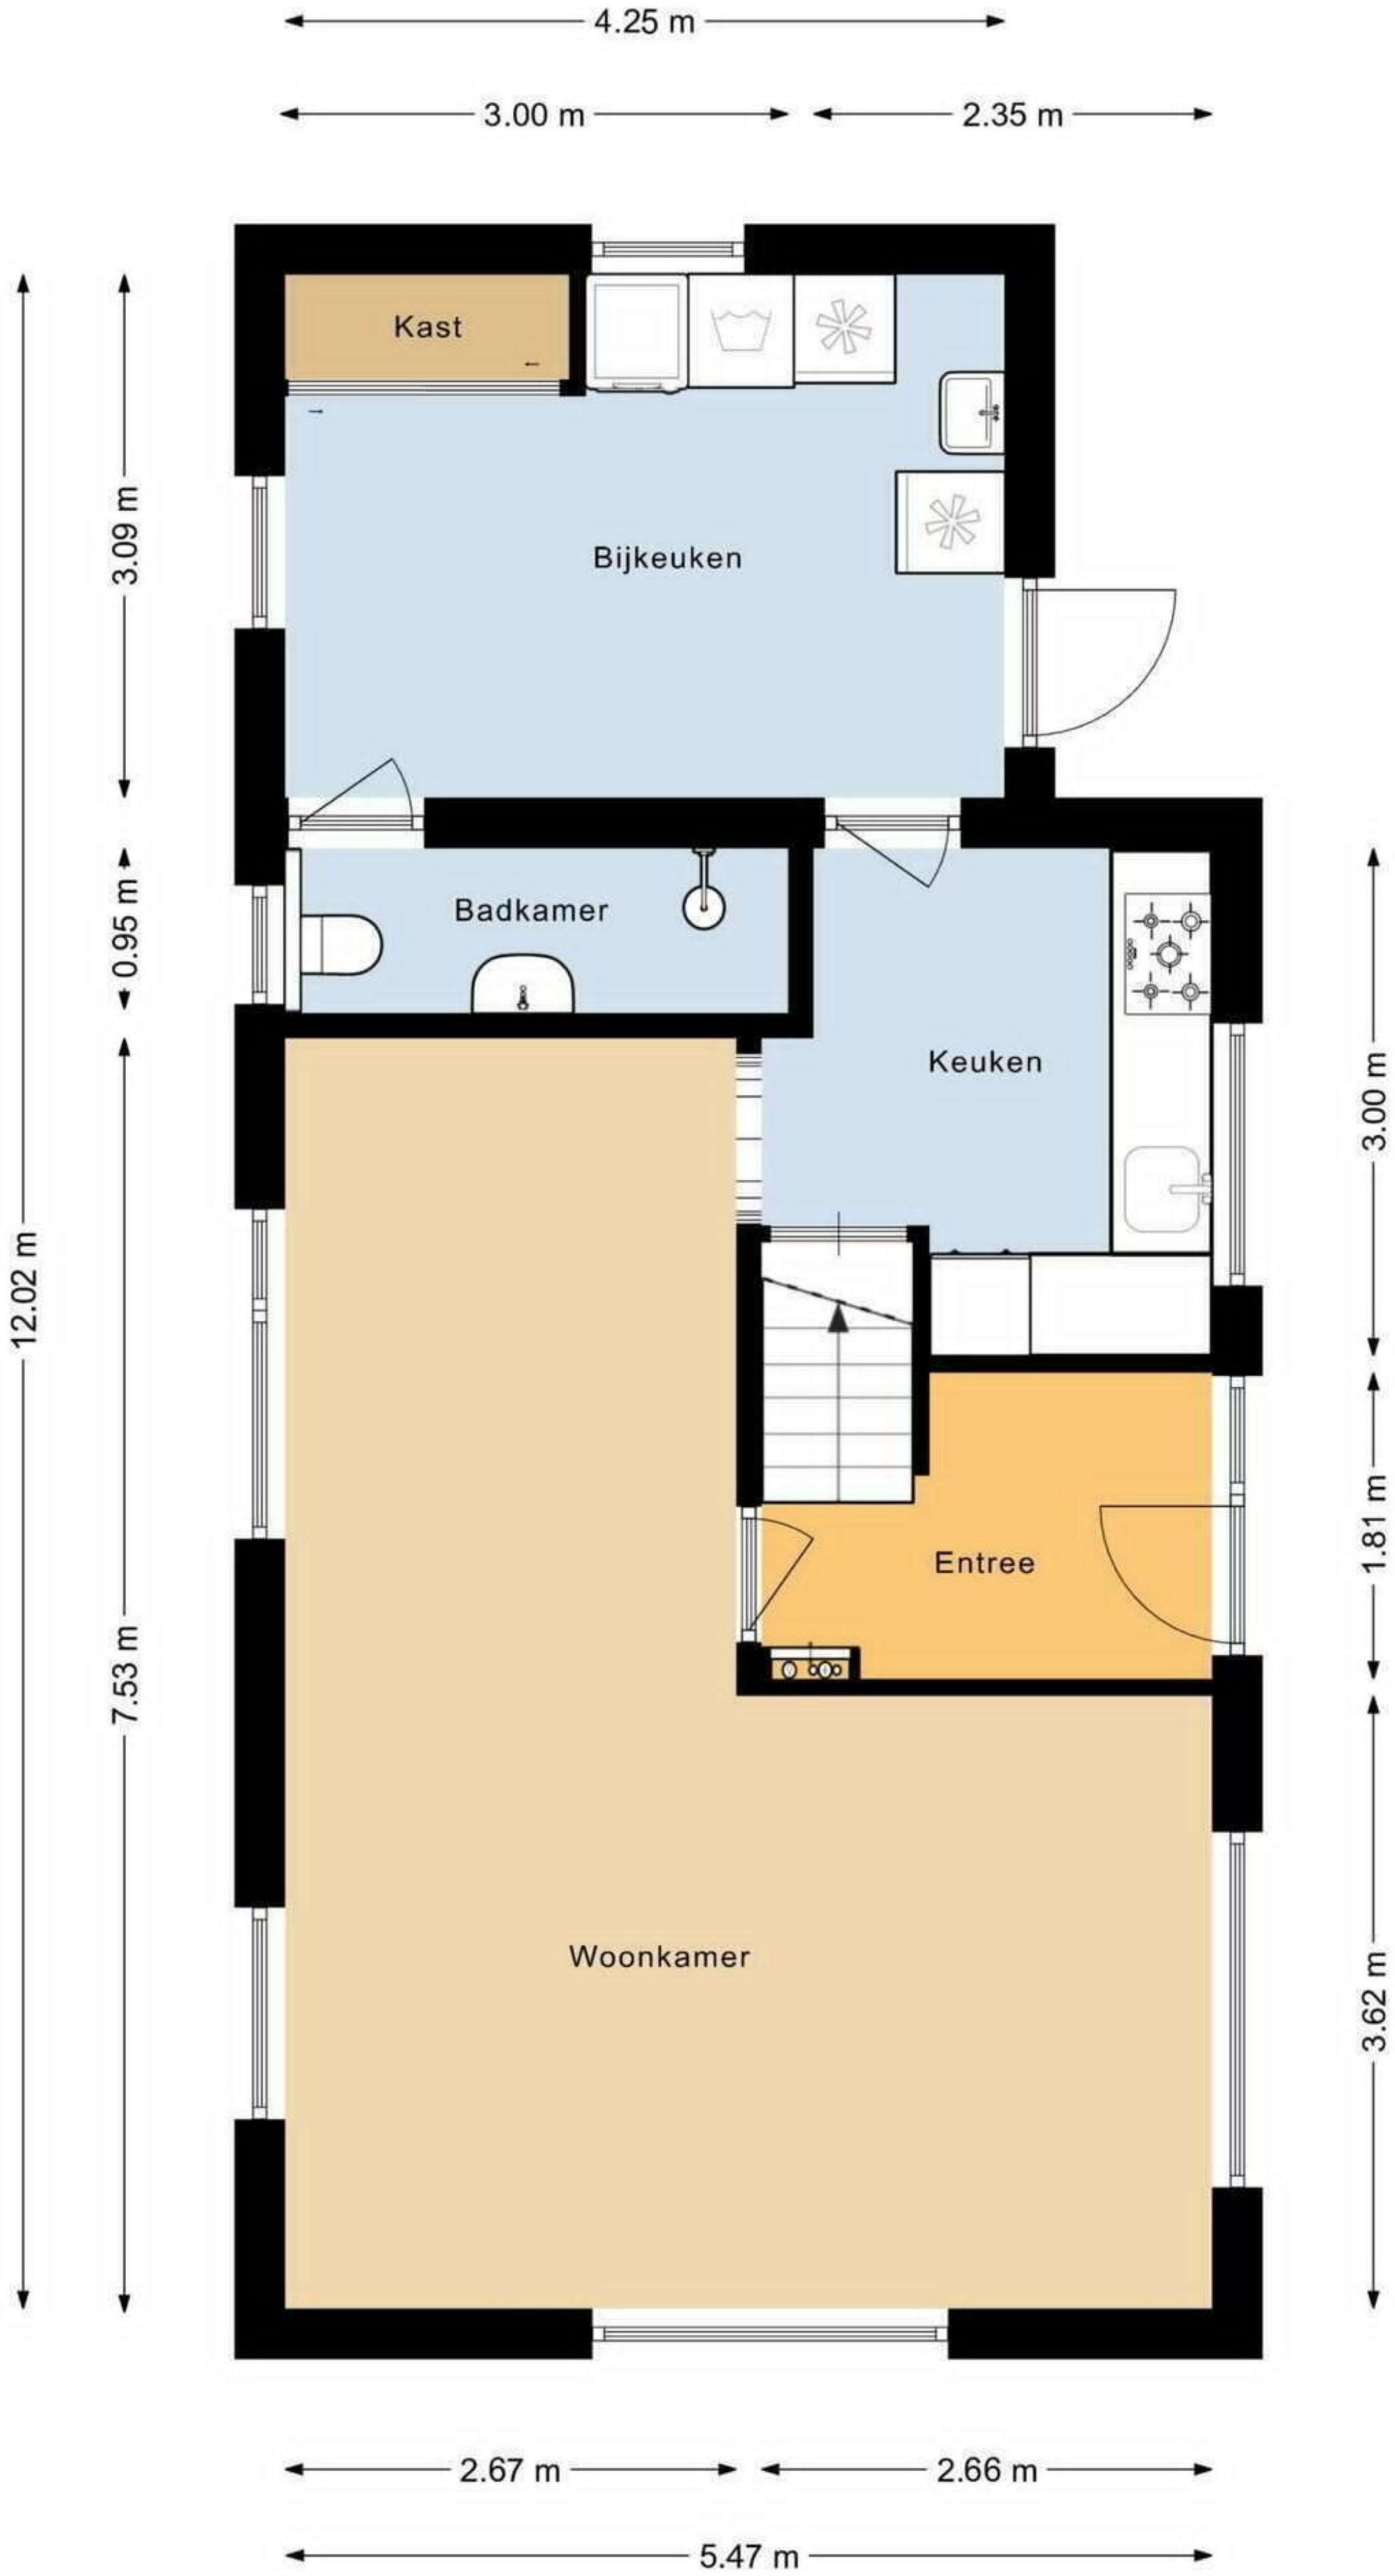 4.25 m
3.00 m
2.35 m
Kast
3.09 m
Bijkeuken
0.95 m
Badkamer
Keuken
3.00 m
12.02 m
7.53 m
1.81 m
Entree
Woonkamer
3.62 m
2.67 m
2.66 m
5.47 m